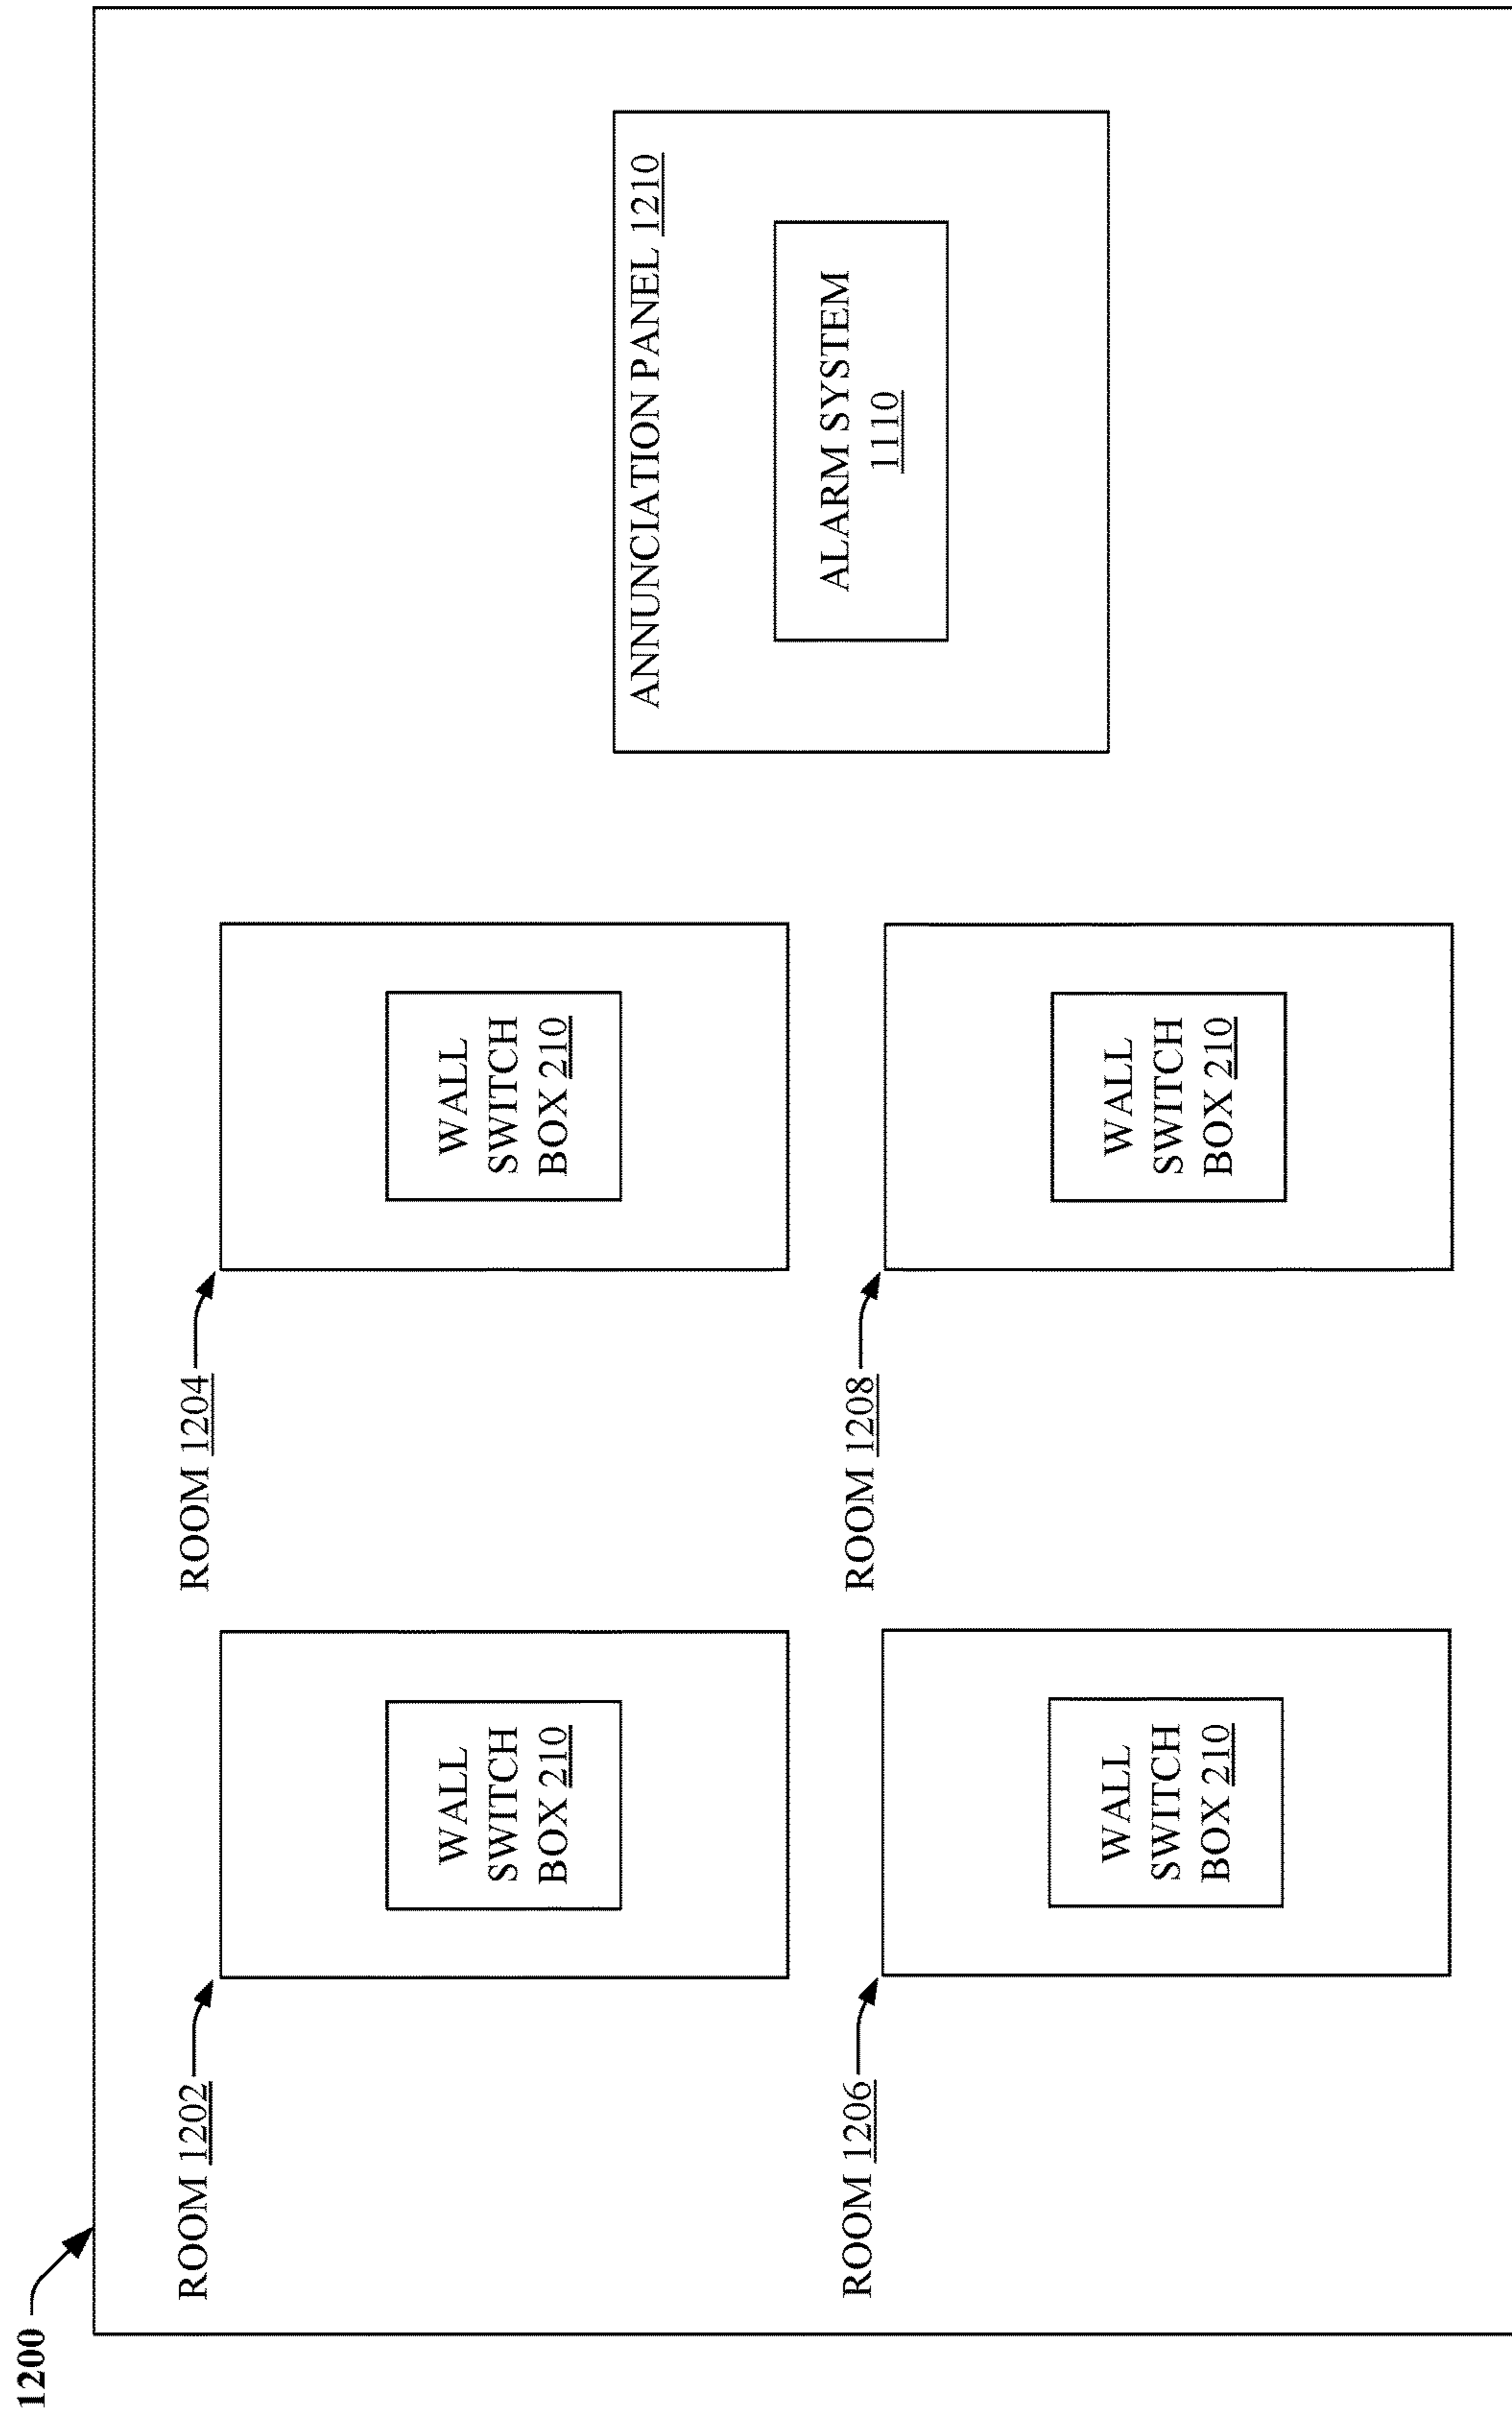 1200
ROOM 1202
WALL
SWITCH
BOX 210
ROOM 1204
WALL
SWITCH
BOX 210
ANNUNCIATION PANEL 1210
ALARM SYSTEM
1110
ROOM 1206
WALL
SWITCH
BOX 210
ROOM 1208
WALL
SWITCH
BOX 210